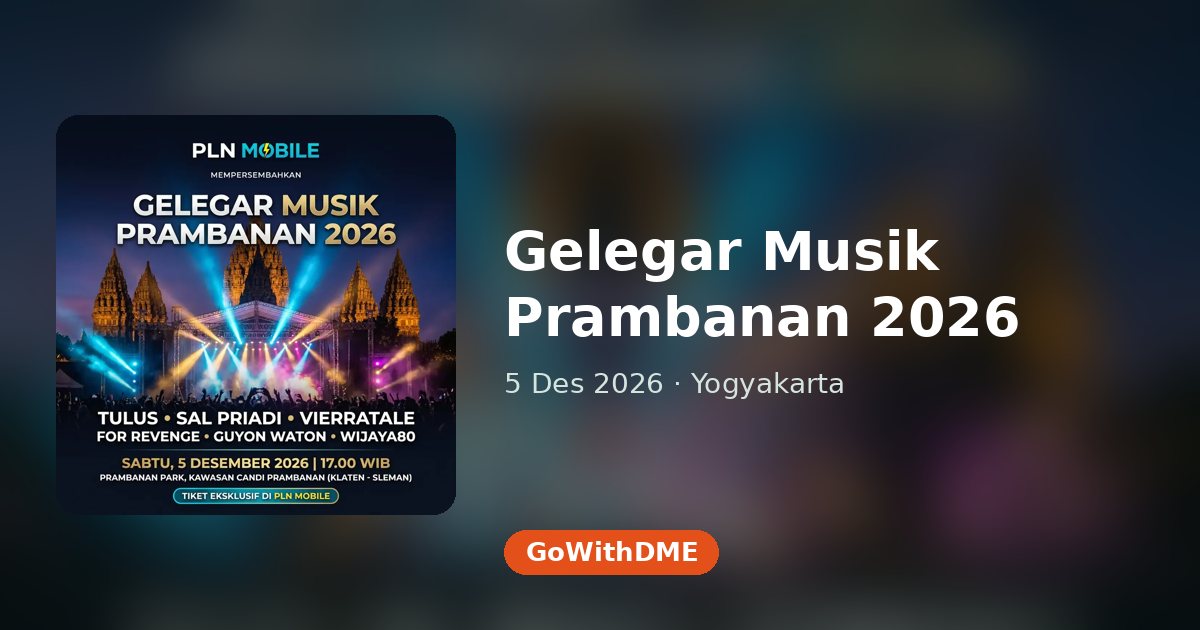 PLN MOBILE
MEMPERSEMBAHKAN
GELEGAR MUSIK
PRAMBANAN 2026
TULUS • SAL PRIADI • VIERRATALE
FOR REVENGE • GUYON WATON • WIJAYA80
SABTU, 5 DESEMBER 2026 | 17.00 WIB
PRAMBANAN PARK, KAWASAN CANDI PRAMBANAN (KLATEN - SLEMAN)
TIKET EKSKLUSIF DI PLN MOBILE
Gelegar Musik
Prambanan 2026
5 Des 2026 · Yogyakarta
GoWithDME